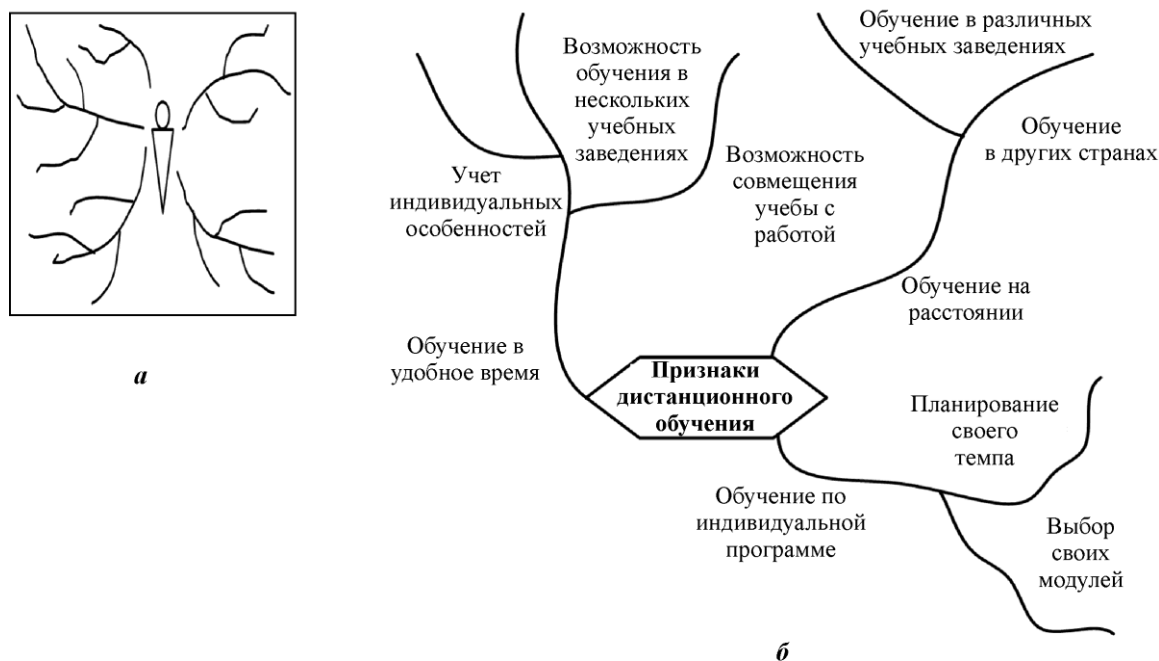 Возможность
обучения в
нескольких
учебных
заведениях
Обучение в различных
учебных заведениях
Обучение
в других странах
Учет
индивидуальных
особенностей
Возможность
совмещения
учебы с
работой
Обучение на
расстоянии
Обучение в
удобное время
а
Признаки
дистанционного
обучения
Планирование
своего
темпа
Обучение по
индивидуальной
программе
Выбор
своих
модулей
б